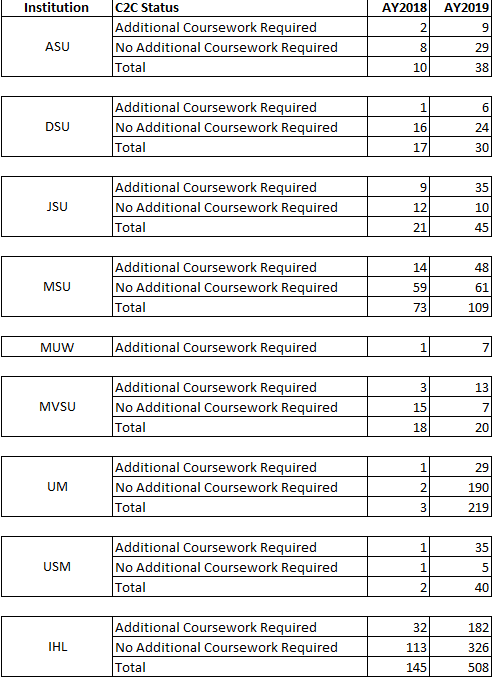 Institution C2C Status AY2018 AY2019
Additional Coursework Required 2 9
ASU No Additional Coursework Required 8 29
Total 10 38
Additional Coursework Required 1 6
DSU No Additional Coursework Required 16 24
Total 17 30
Additional Coursework Required 9 35
JSU No Additional Coursework Required 12 10
Total 21 45
Additional Coursework Required 14 48
MSU No Additional Coursework Required 59 61
Total 73 109
MUW Additional Coursework Required 1 7
Additional Coursework Required 3 13
MVSU No Additional Coursework Required 15 7
Total 18 20
Additional Coursework Required 1 29
UM No Additional Coursework Required 2 190
Total 3 219
Additional Coursework Required 1 35
USM No Additional Coursework Required 1 5
Total 2 40
Additional Coursework Required 32 182
IHL No Additional Coursework Required 113 326
Total 145 508